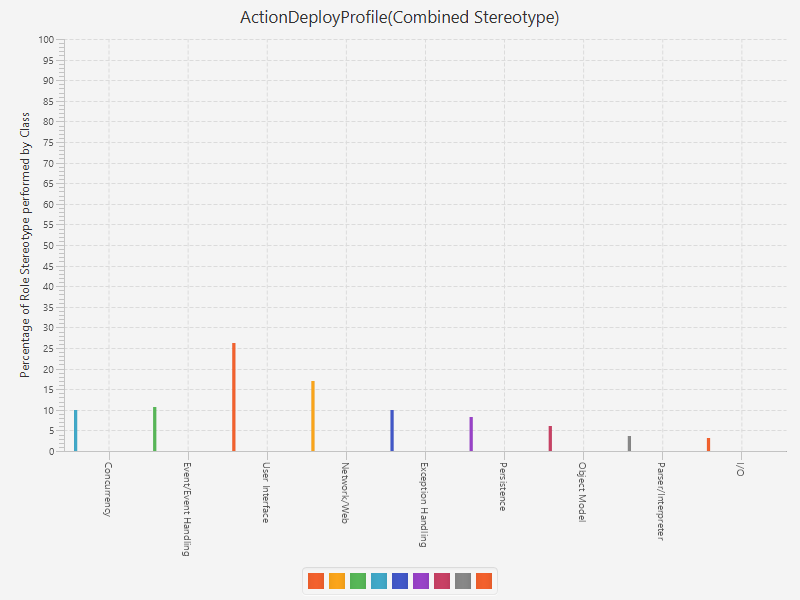 ActionDeployProfile(Combined Stereotype)
Percentage of Role Stereotype performed by Class
100
95
90
85
80
75
70
65
60
55
50
45
40
35
30
25
20
15
10
5
0
Concurrency
Event/Event Handling
User Interface
Network/Web
Exception Handling
Persistence
Object Model
Parser/Interpreter
I/O